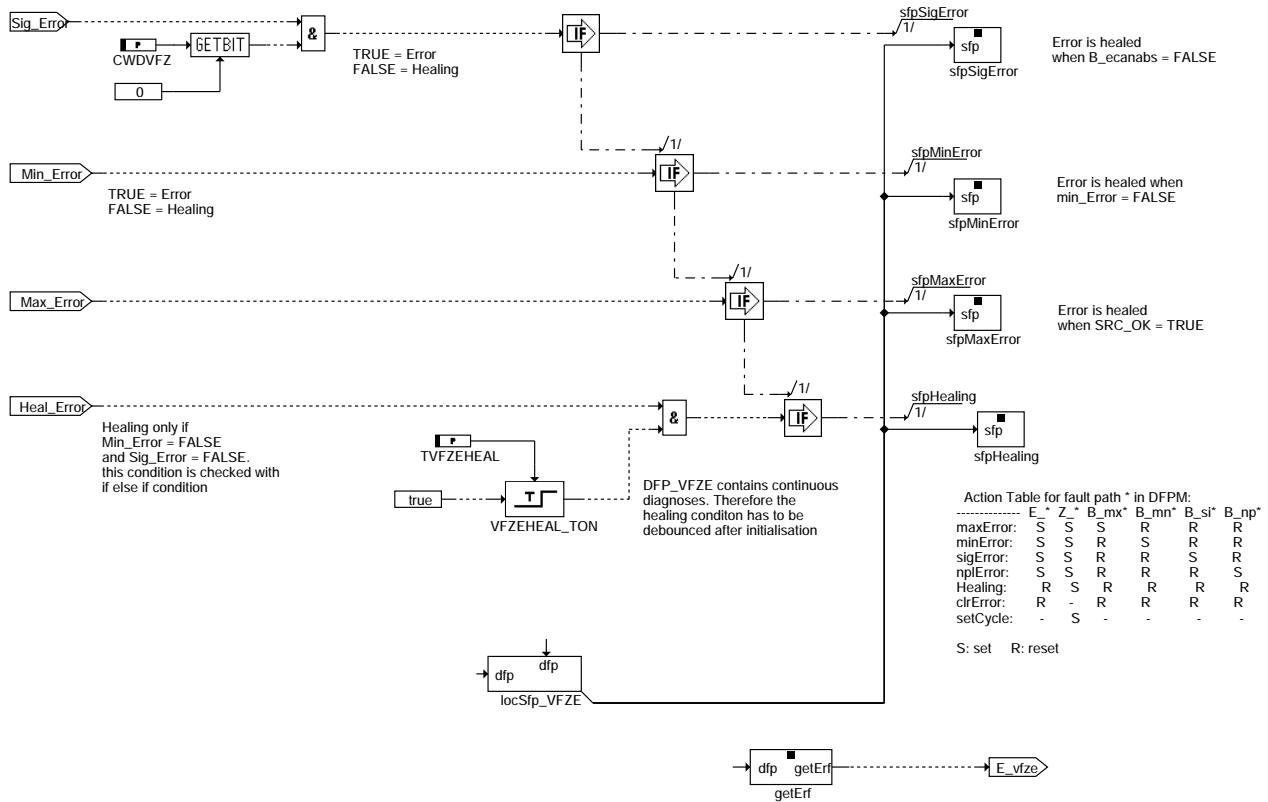 Sig_Error
P
CWDVFZ
GETBIT
0
&
TRUE = Error
FALSE = Healing
IF
sfpSigError
1/
sfp
sfpSigError
Error is healed
when B_ecanabs = FALSE
Min_Error
TRUE = Error
FALSE = Healing
1/
IF
sfpMinError
1/
sfp
sfpMinError
Error is healed when
min_Error = FALSE
Max_Error
1/
IF
sfpMaxError
1/
sfp
sfpMaxError
Error is healed
when SRC_OK = TRUE
Heal_Error
Healing only if
Min_Error = FALSE
and Sig_Error = FALSE.
this condition is checked with
if else if condition
P
TVFZEHEAL
true
T
VFZEHEAL_TON
&
1/
IF
sfpHealing
1/
sfp
sfpHealing
DFP_VFZE contains continuous
diagnoses. Therefore the
healing conditon has to be
debounced after initialisation
Action Table for fault path * in DFPM:
-------------- E_* Z_* B_mx* B_mn* B_si* B_np*
maxError: S S S R R R
minError: S S R S R R
sigError: S S R R S R
nplError: S S R R R S
Healing: R S R R R R
clrError: R - R R R R
setCycle: - S - - - -
S: set R: reset
dfp
dfp
locSfp_VFZE
dfp getErf
getErf
E_vfze